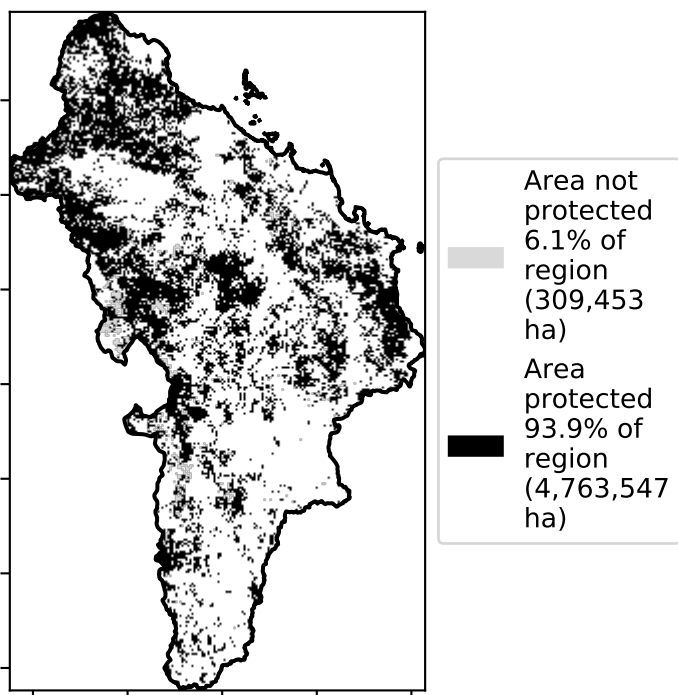 Area not
protected
6.1% of
region
(309,453
ha)
Area
protected
93.9% of
region
(4,763,547
ha)